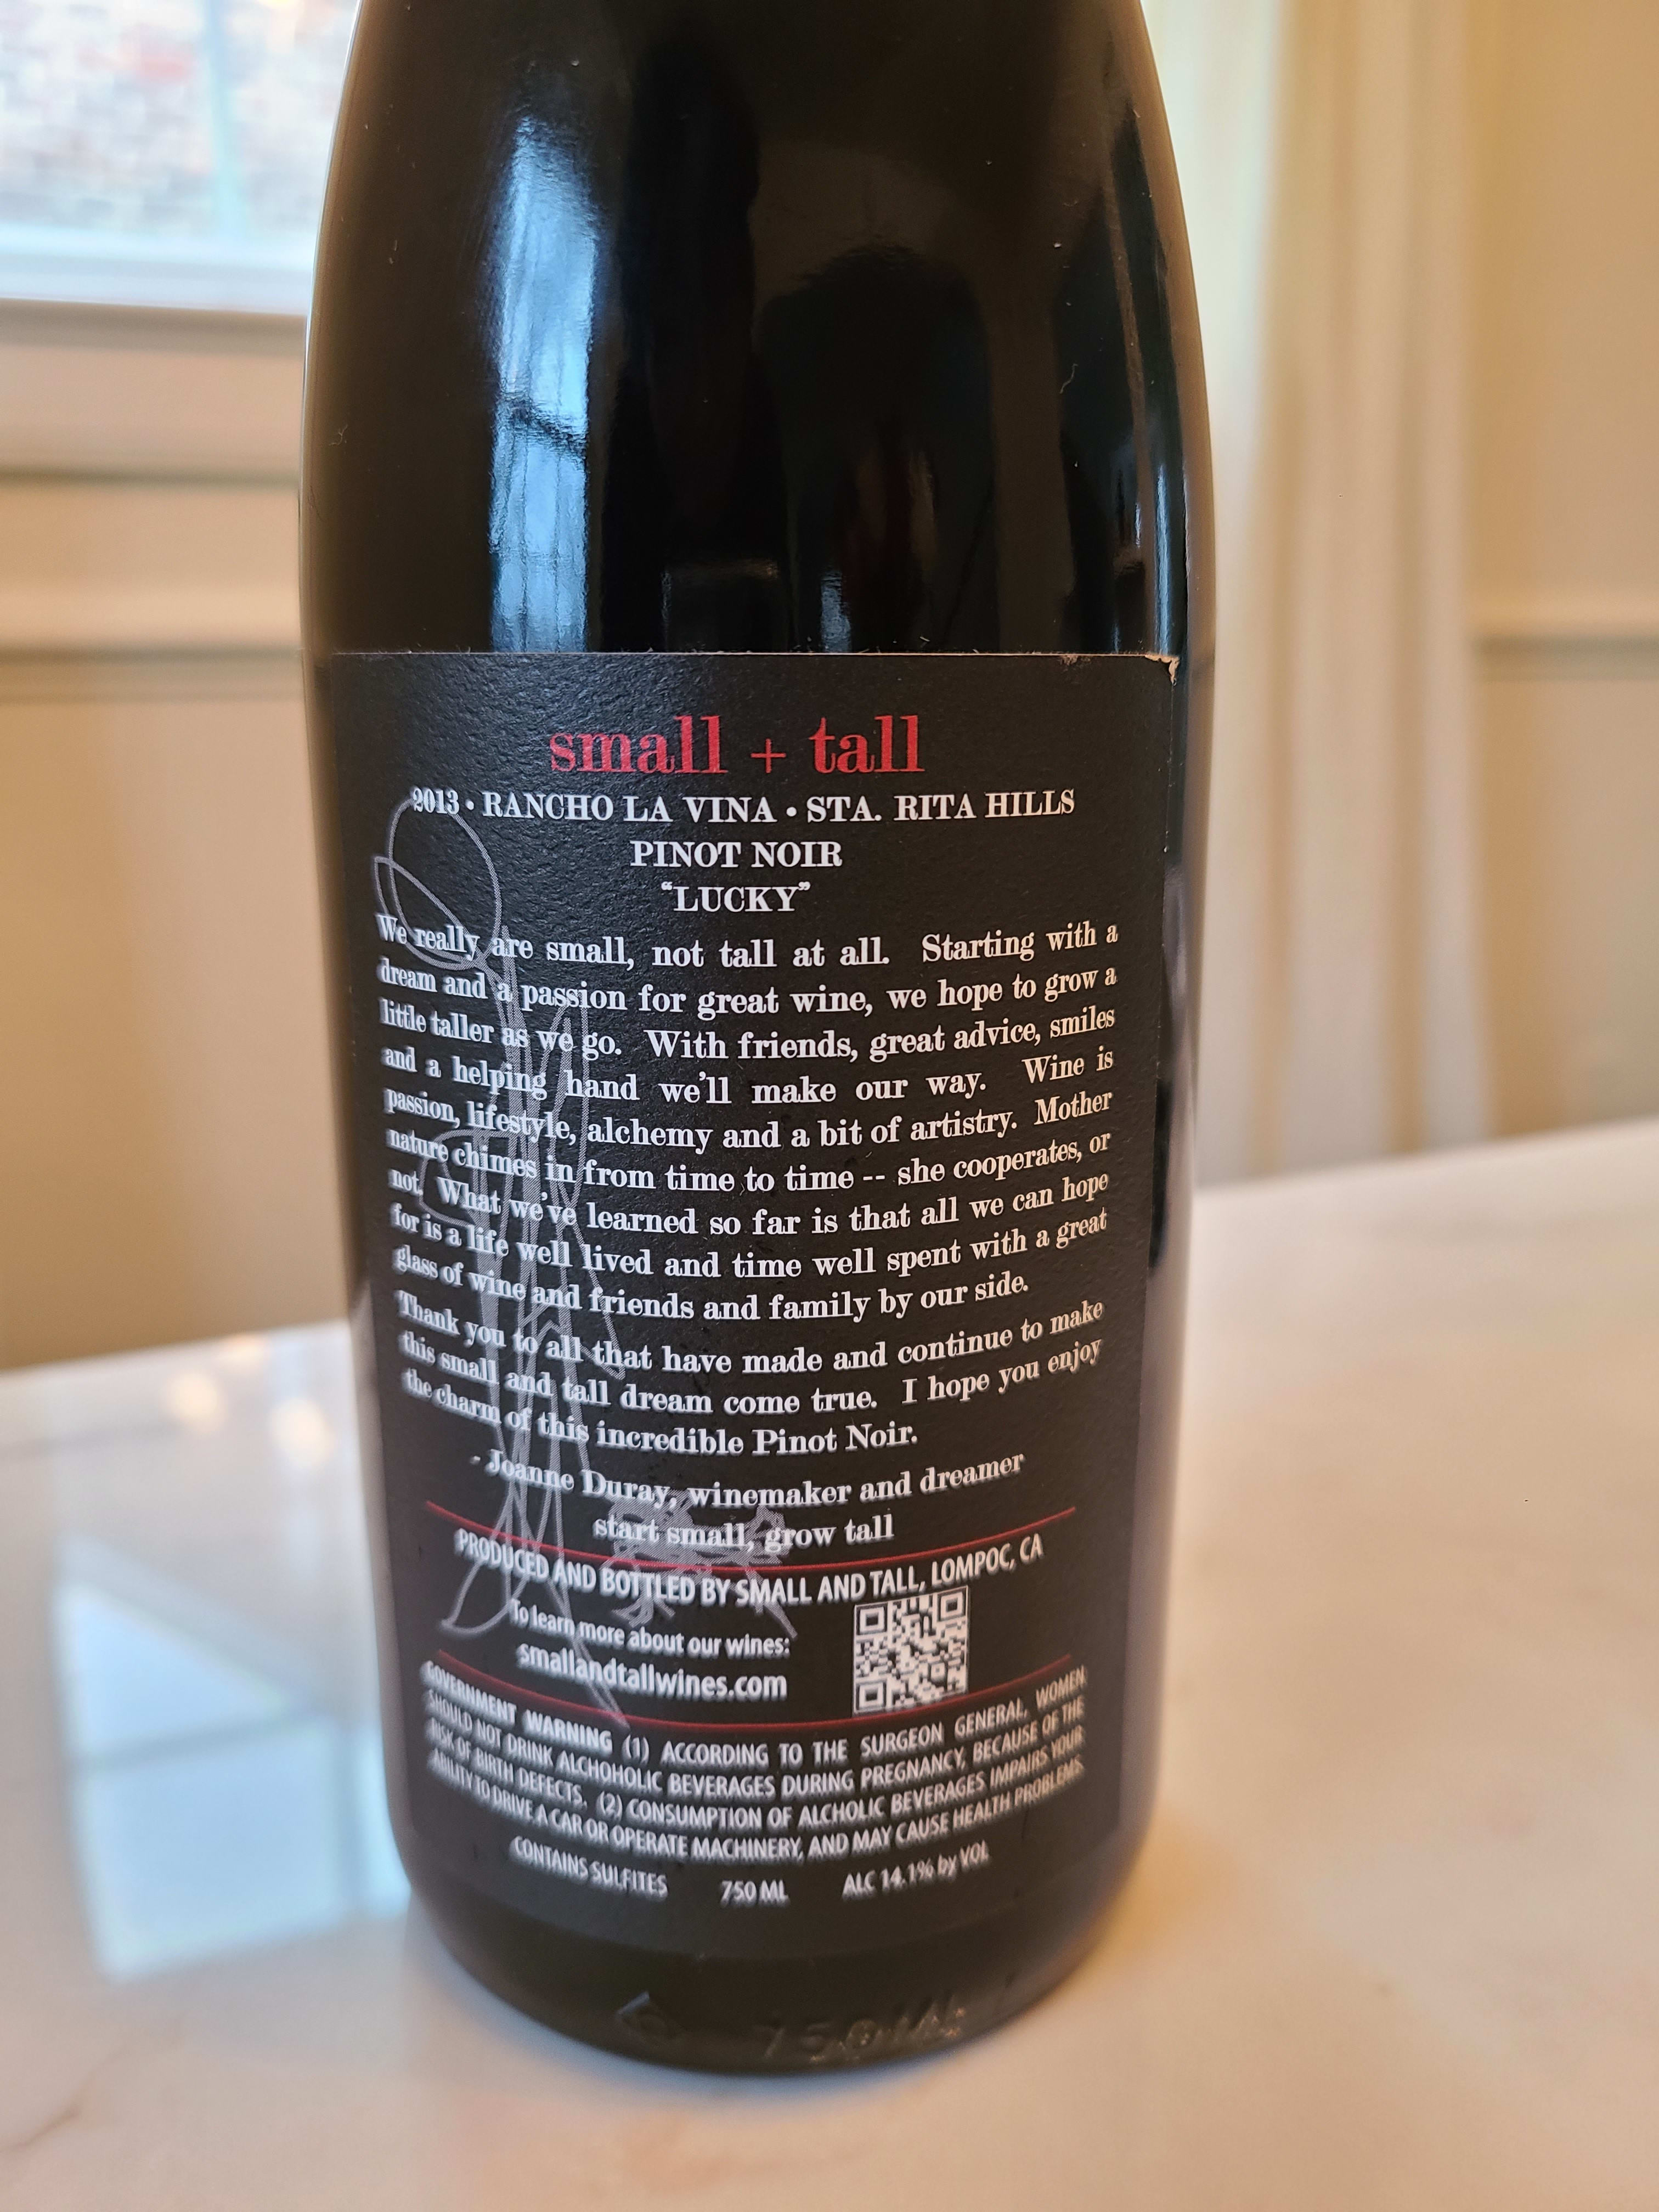 small + tall
2013 • RANCHO LA VINA • STA. RITA HILLS
PINOT NOIR
“LUCKY”
We really are small, not tall at all. Starting with a
dream and a passion for great wine, we hope to grow a
little taller as we go. With friends, great advice, smiles
and a helping hand we’ll make our way. Wine is
passion, lifestyle, alchemy and a bit of artistry. Mother
nature chimes in from time to time -- she cooperates, or
not. What we’ve learned so far is that all we can hope
for is a life well lived and time well spent with a great
glass of wine and friends and family by our side.
Thank you to all that have made and continue to make
this small and tall dream come true. I hope you enjoy
the charm of this incredible Pinot Noir.
- Joanne Duray, winemaker and dreamer
start small, grow tall
PRODUCED AND BOTTLED BY SMALL AND TALL, LOMPOC, CA
To learn more about our wines:
smallandtallwines.com
GOVERNMENT WARNING (1) ACCORDING TO THE SURGEON GENERAL, WOMEN
SHOULD NOT DRINK ALCHOHOLIC BEVERAGES DURING PREGNANCY, BECAUSE OF THE
RISK OF BIRTH DEFECTS. (2) CONSUMPTION OF ALCHOLIC BEVERAGES IMPAIRS YOUR
ABILITY TO DRIVE A CAR OR OPERATE MACHINERY, AND MAY CAUSE HEALTH PROBLEMS.
CONTAINS SULFITES 750 ML ALC 14.1% by VOL
750ML